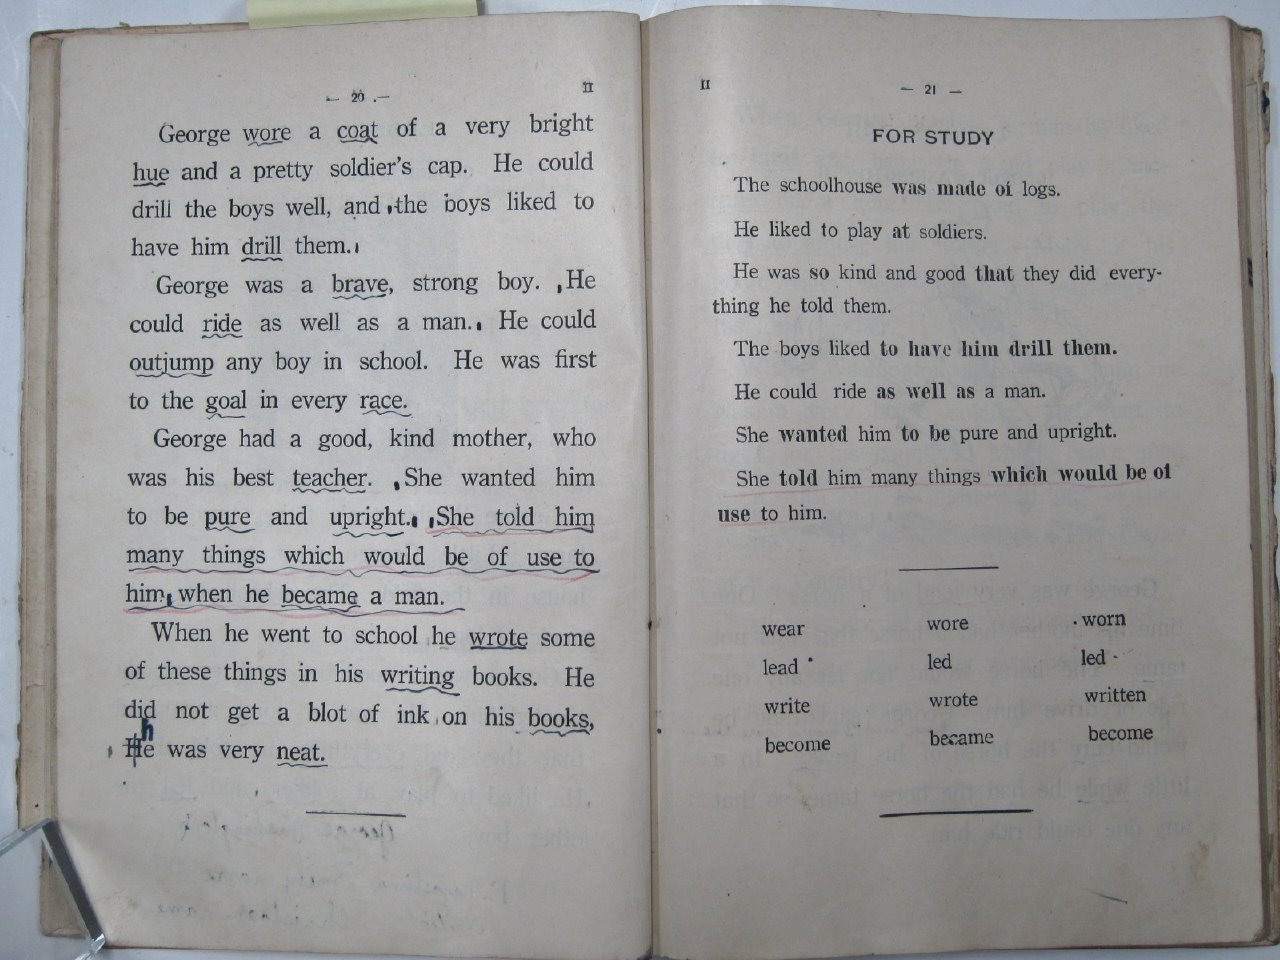 — 20 —
II
George wore a coat of a very bright
hue and a pretty soldier's cap. He could
drill the boys well, and the boys liked to
have him drill them.
George was a brave, strong boy. He
could ride as well as a man. He could
outjump any boy in school. He was first
to the goal in every race.
George had a good, kind mother, who
was his best teacher. She wanted him
to be pure and upright. She told him
many things which would be of use to
him, when he became a man.
When he went to school he wrote some
of these things in his writing books. He
did not get a blot of ink on his books,
h
He was very neat.
II
— 21 —
FOR STUDY
The schoolhouse was made of logs.
He liked to play at soldiers.
He was so kind and good that they did every-
thing he told them.
The boys liked to have him drill them.
He could ride as well as a man.
She wanted him to be pure and upright.
She told him many things which would be of
use to him.
wear wore worn
lead led led
write wrote written
become became become